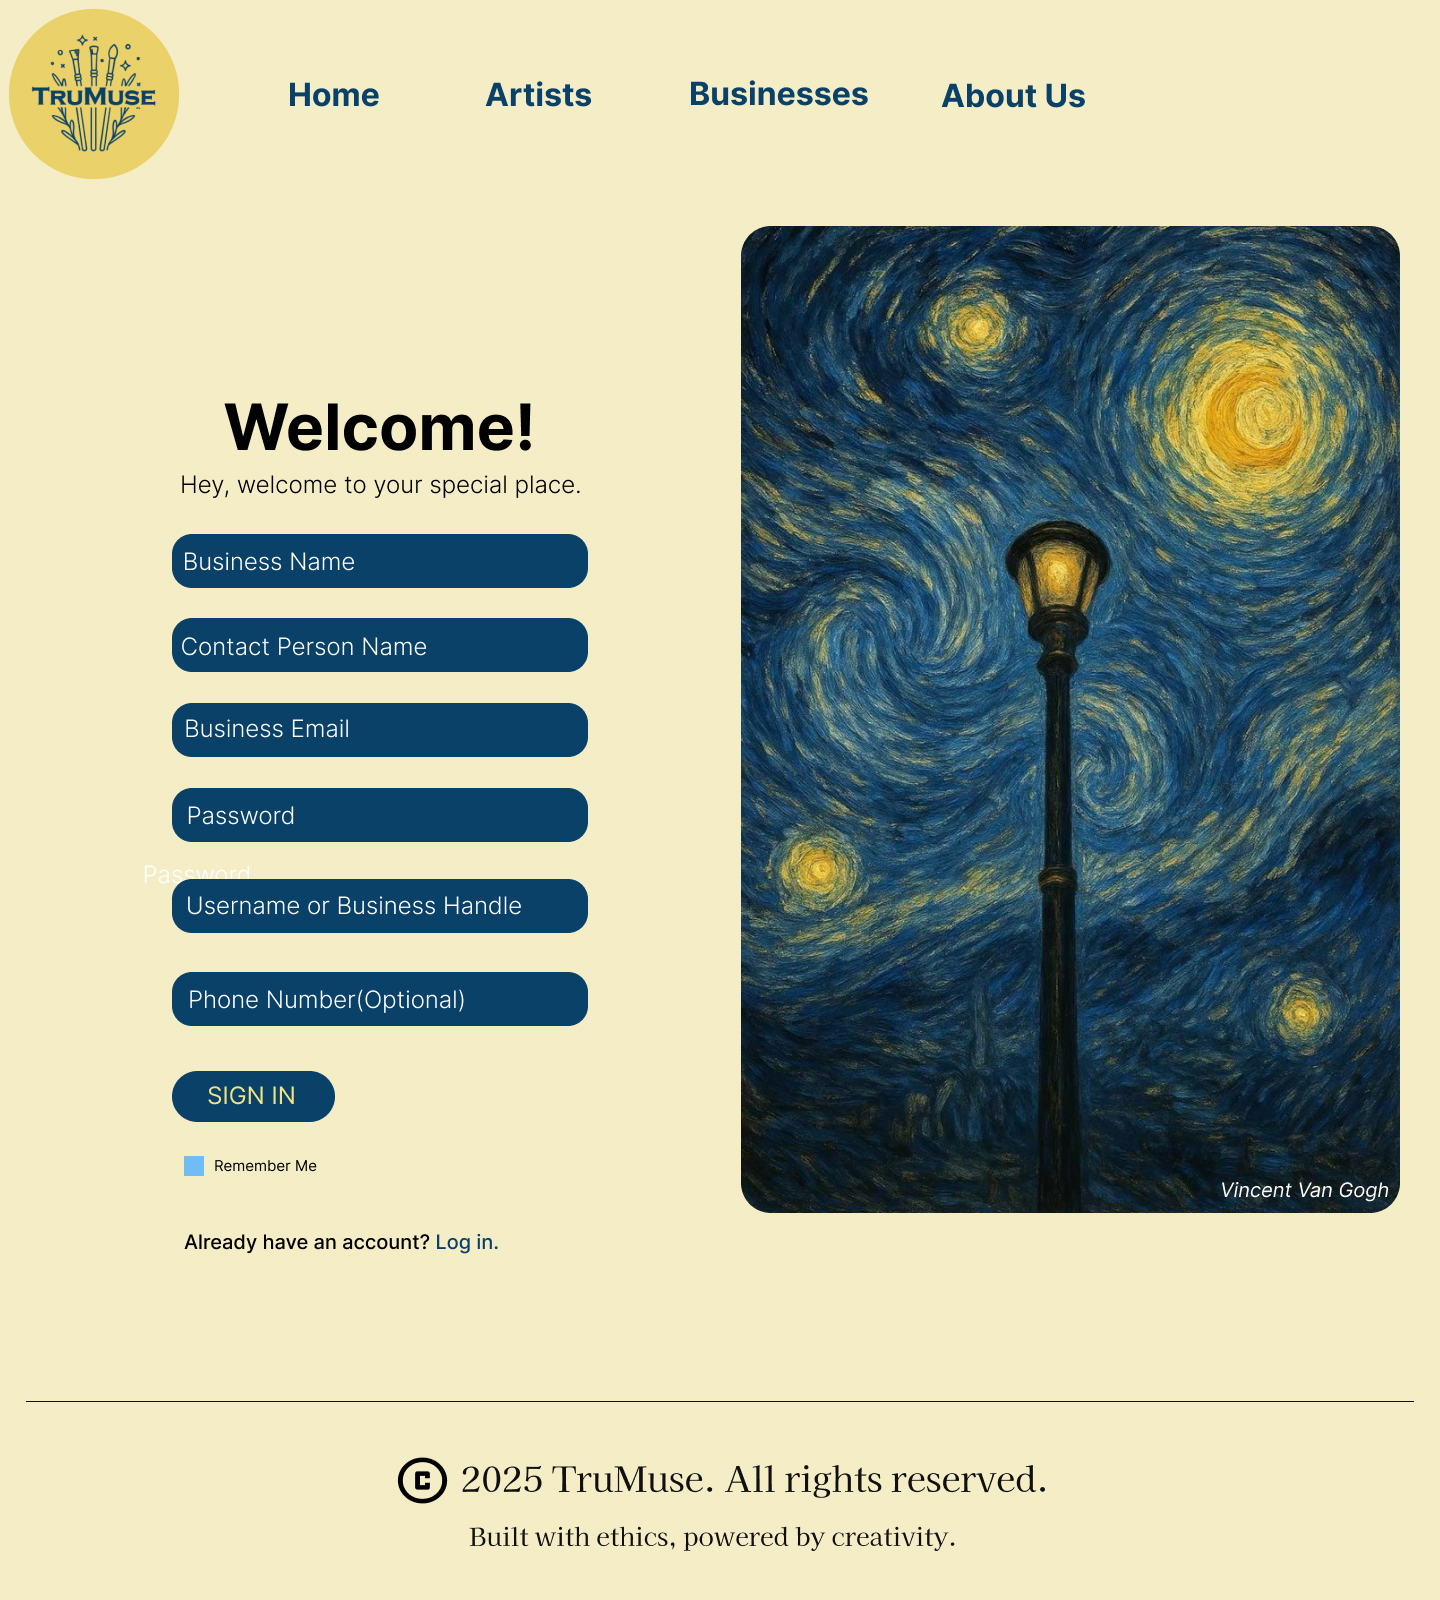 TRUMUSE
Home Artists Businesses About Us
Welcome!
Hey, welcome to your special place.
Business Name
Contact Person Name
Business Email
Password
Password
Username or Business Handle
Phone Number(Optional)
SIGN IN
Remember Me
Already have an account? Log in.
Vincent Van Gogh
© 2025 TruMuse. All rights reserved.
Built with ethics, powered by creativity.